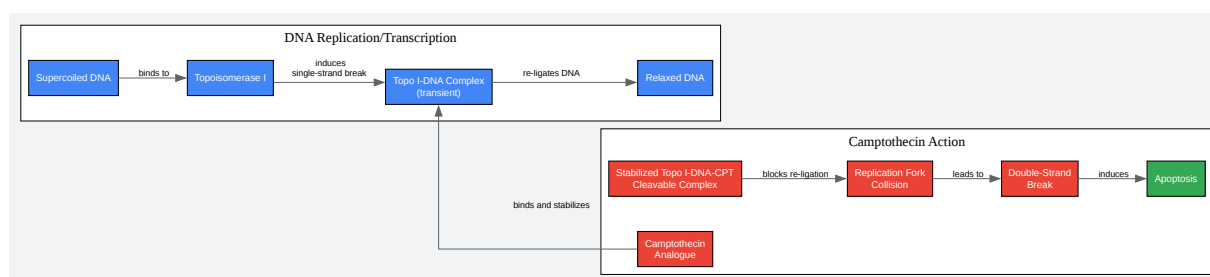 DNA Replication/Transcription
Supercoiled DNA
binds to
Topoisomerase I
induces
single-strand break
Topo I-DNA Complex
(transient)
re-ligates DNA
Relaxed DNA
Camptothecin Action
Stabilized Topo I-DNA-CPT
Cleavable Complex
blocks re-ligation
Replication Fork
Collision
leads to
Double-Strand
Break
induces
Apoptosis
binds and stabilizes
Camptothecin
Analogue